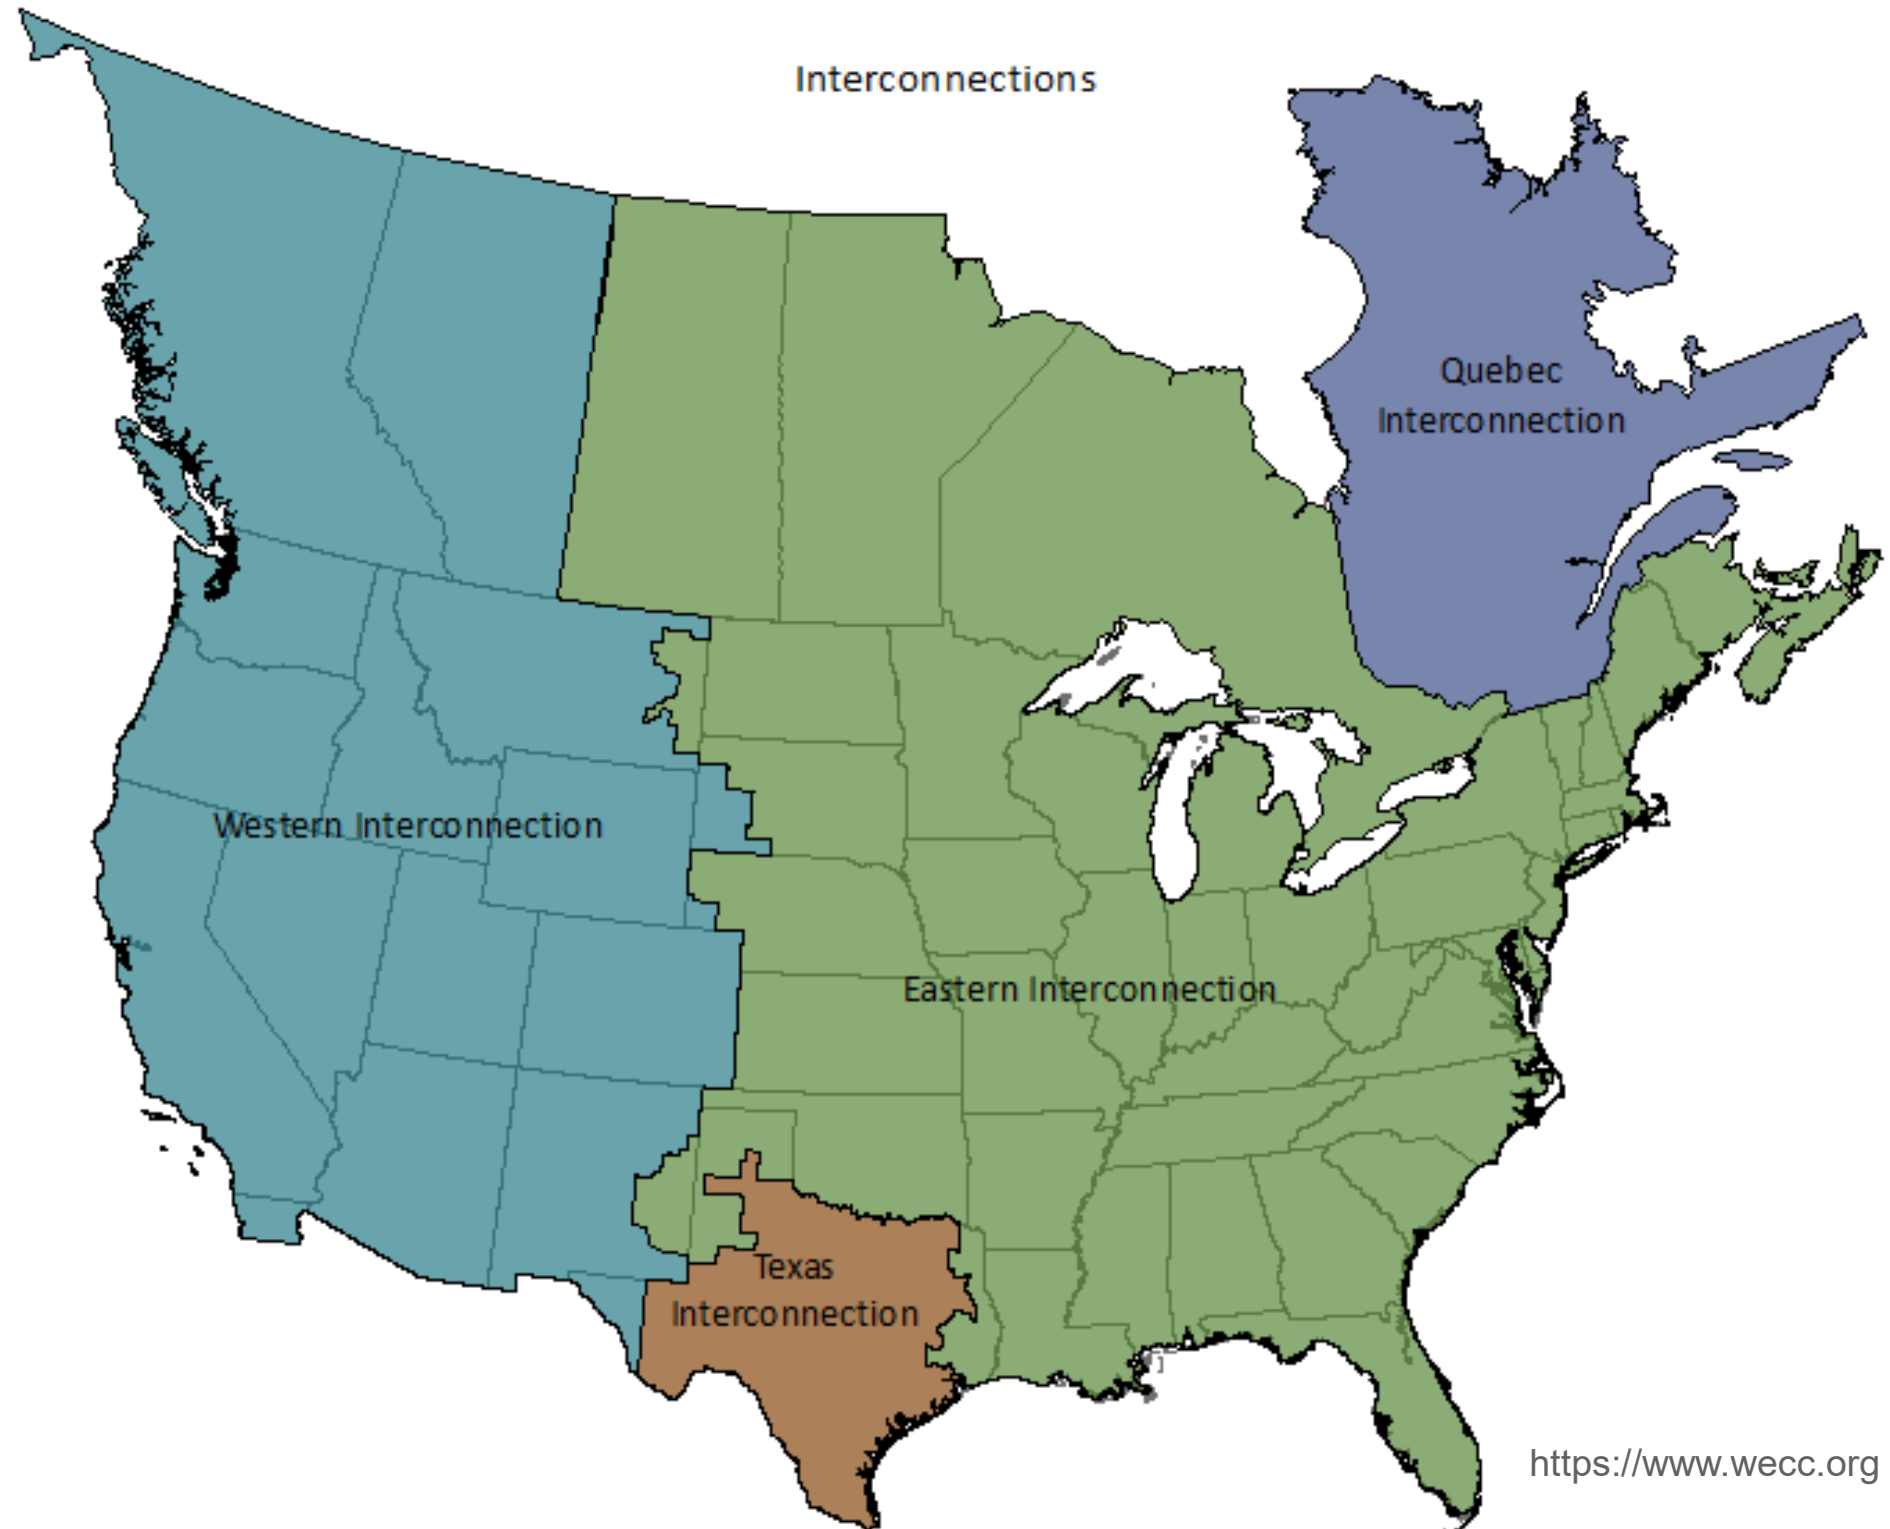 Interconnections
Quebec
Interconnection
Western Interconnection
Eastern Interconnection
Texas
Interconnection
https://www.wecc.org